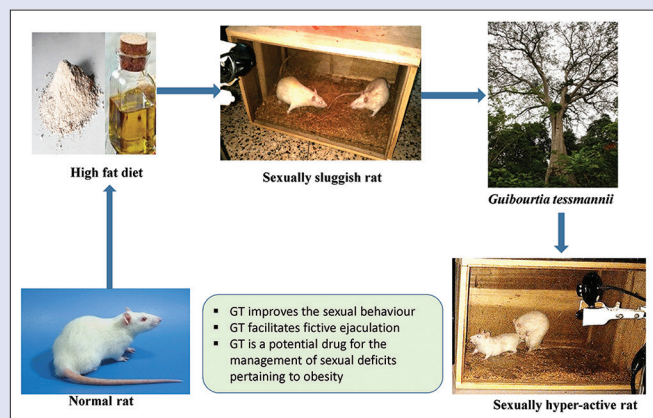 High fat diet
Sexually sluggish rat
Guibourtia tessmannii
Normal rat
▪ GT improves the sexual behaviour
▪ GT facilitates fictive ejaculation
▪ GT is a potential drug for the
management of sexual deficits
pertaining to obesity
Sexually hyper-active rat